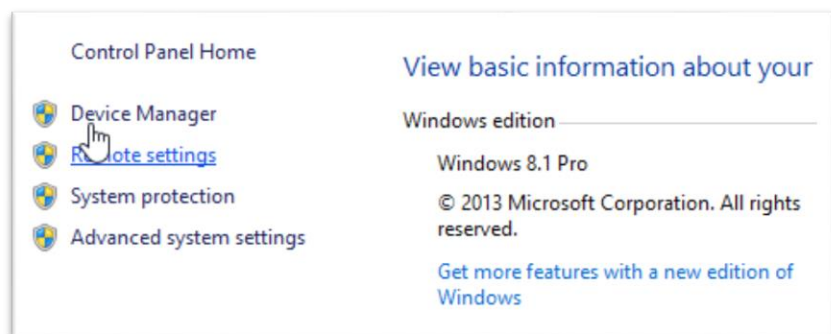 Control Panel Home
Device Manager
Remote settings
System protection
Advanced system settings
View basic information about your
Windows edition
Windows 8.1 Pro
© 2013 Microsoft Corporation. All rights
reserved.
Get more features with a new edition of
Windows